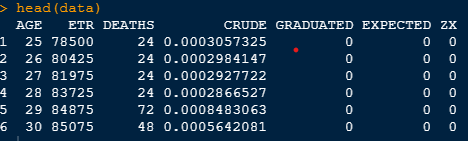 > head(data)
AGE ETR DEATHS CRUDE GRADUATED EXPECTED ZX
1 25 78500 24 0.0003057325 0 0 0
2 26 80425 24 0.0002984147 0 0 0
3 27 81975 24 0.0002927722 0 0 0
4 28 83725 24 0.0002866527 0 0 0
5 29 84875 72 0.0008483063 0 0 0
6 30 85075 48 0.0005642081 0 0 0